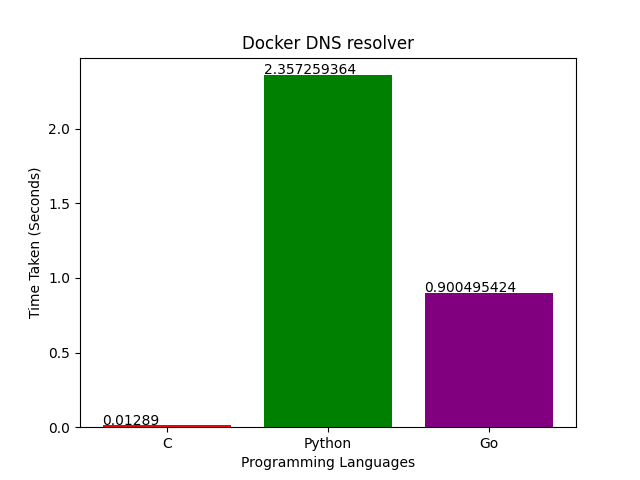 Docker DNS resolver
2.357259364
0.900495424
0.01289
2.0
1.5
1.0
0.5
0.0
Time Taken (Seconds)
C
Python
Go
Programming Languages